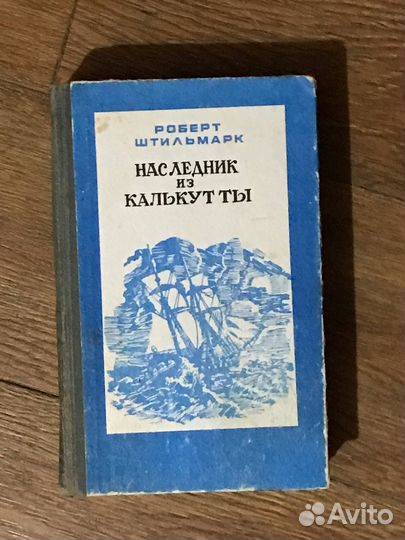 РОБЕРТ
ШТИЛЬМАРК
НАСЛЕДНИК
ИЗ
КАЛЬКУТТЫ
Avito